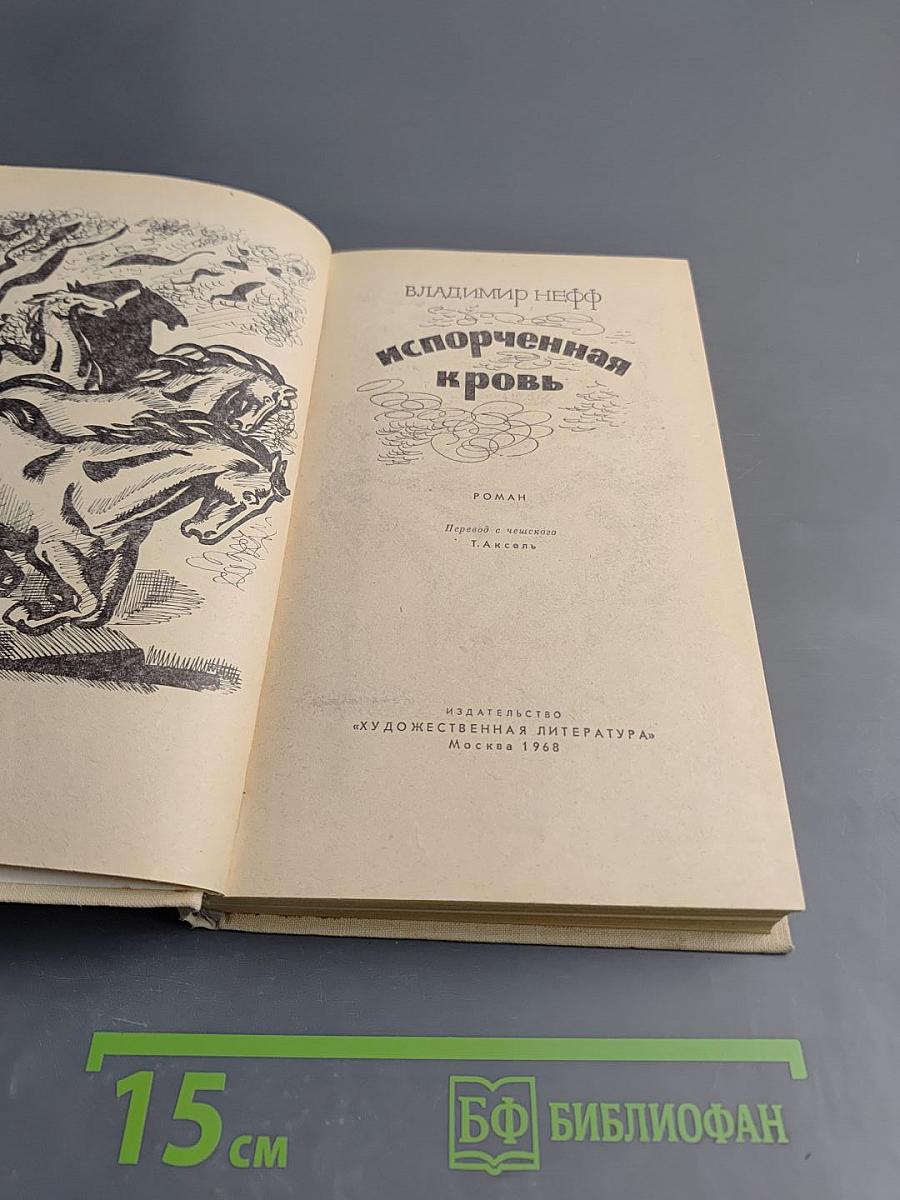 ВЛАДИМИР НЕФФ
испорченная
кровь
РОМАН
Перевод с чешского
Т. Аксель
ИЗДАТЕЛЬСТВО
«ХУДОЖЕСТВЕННАЯ ЛИТЕРАТУРА»
Москва 1968
15 см
БФ БИБЛИОФАН